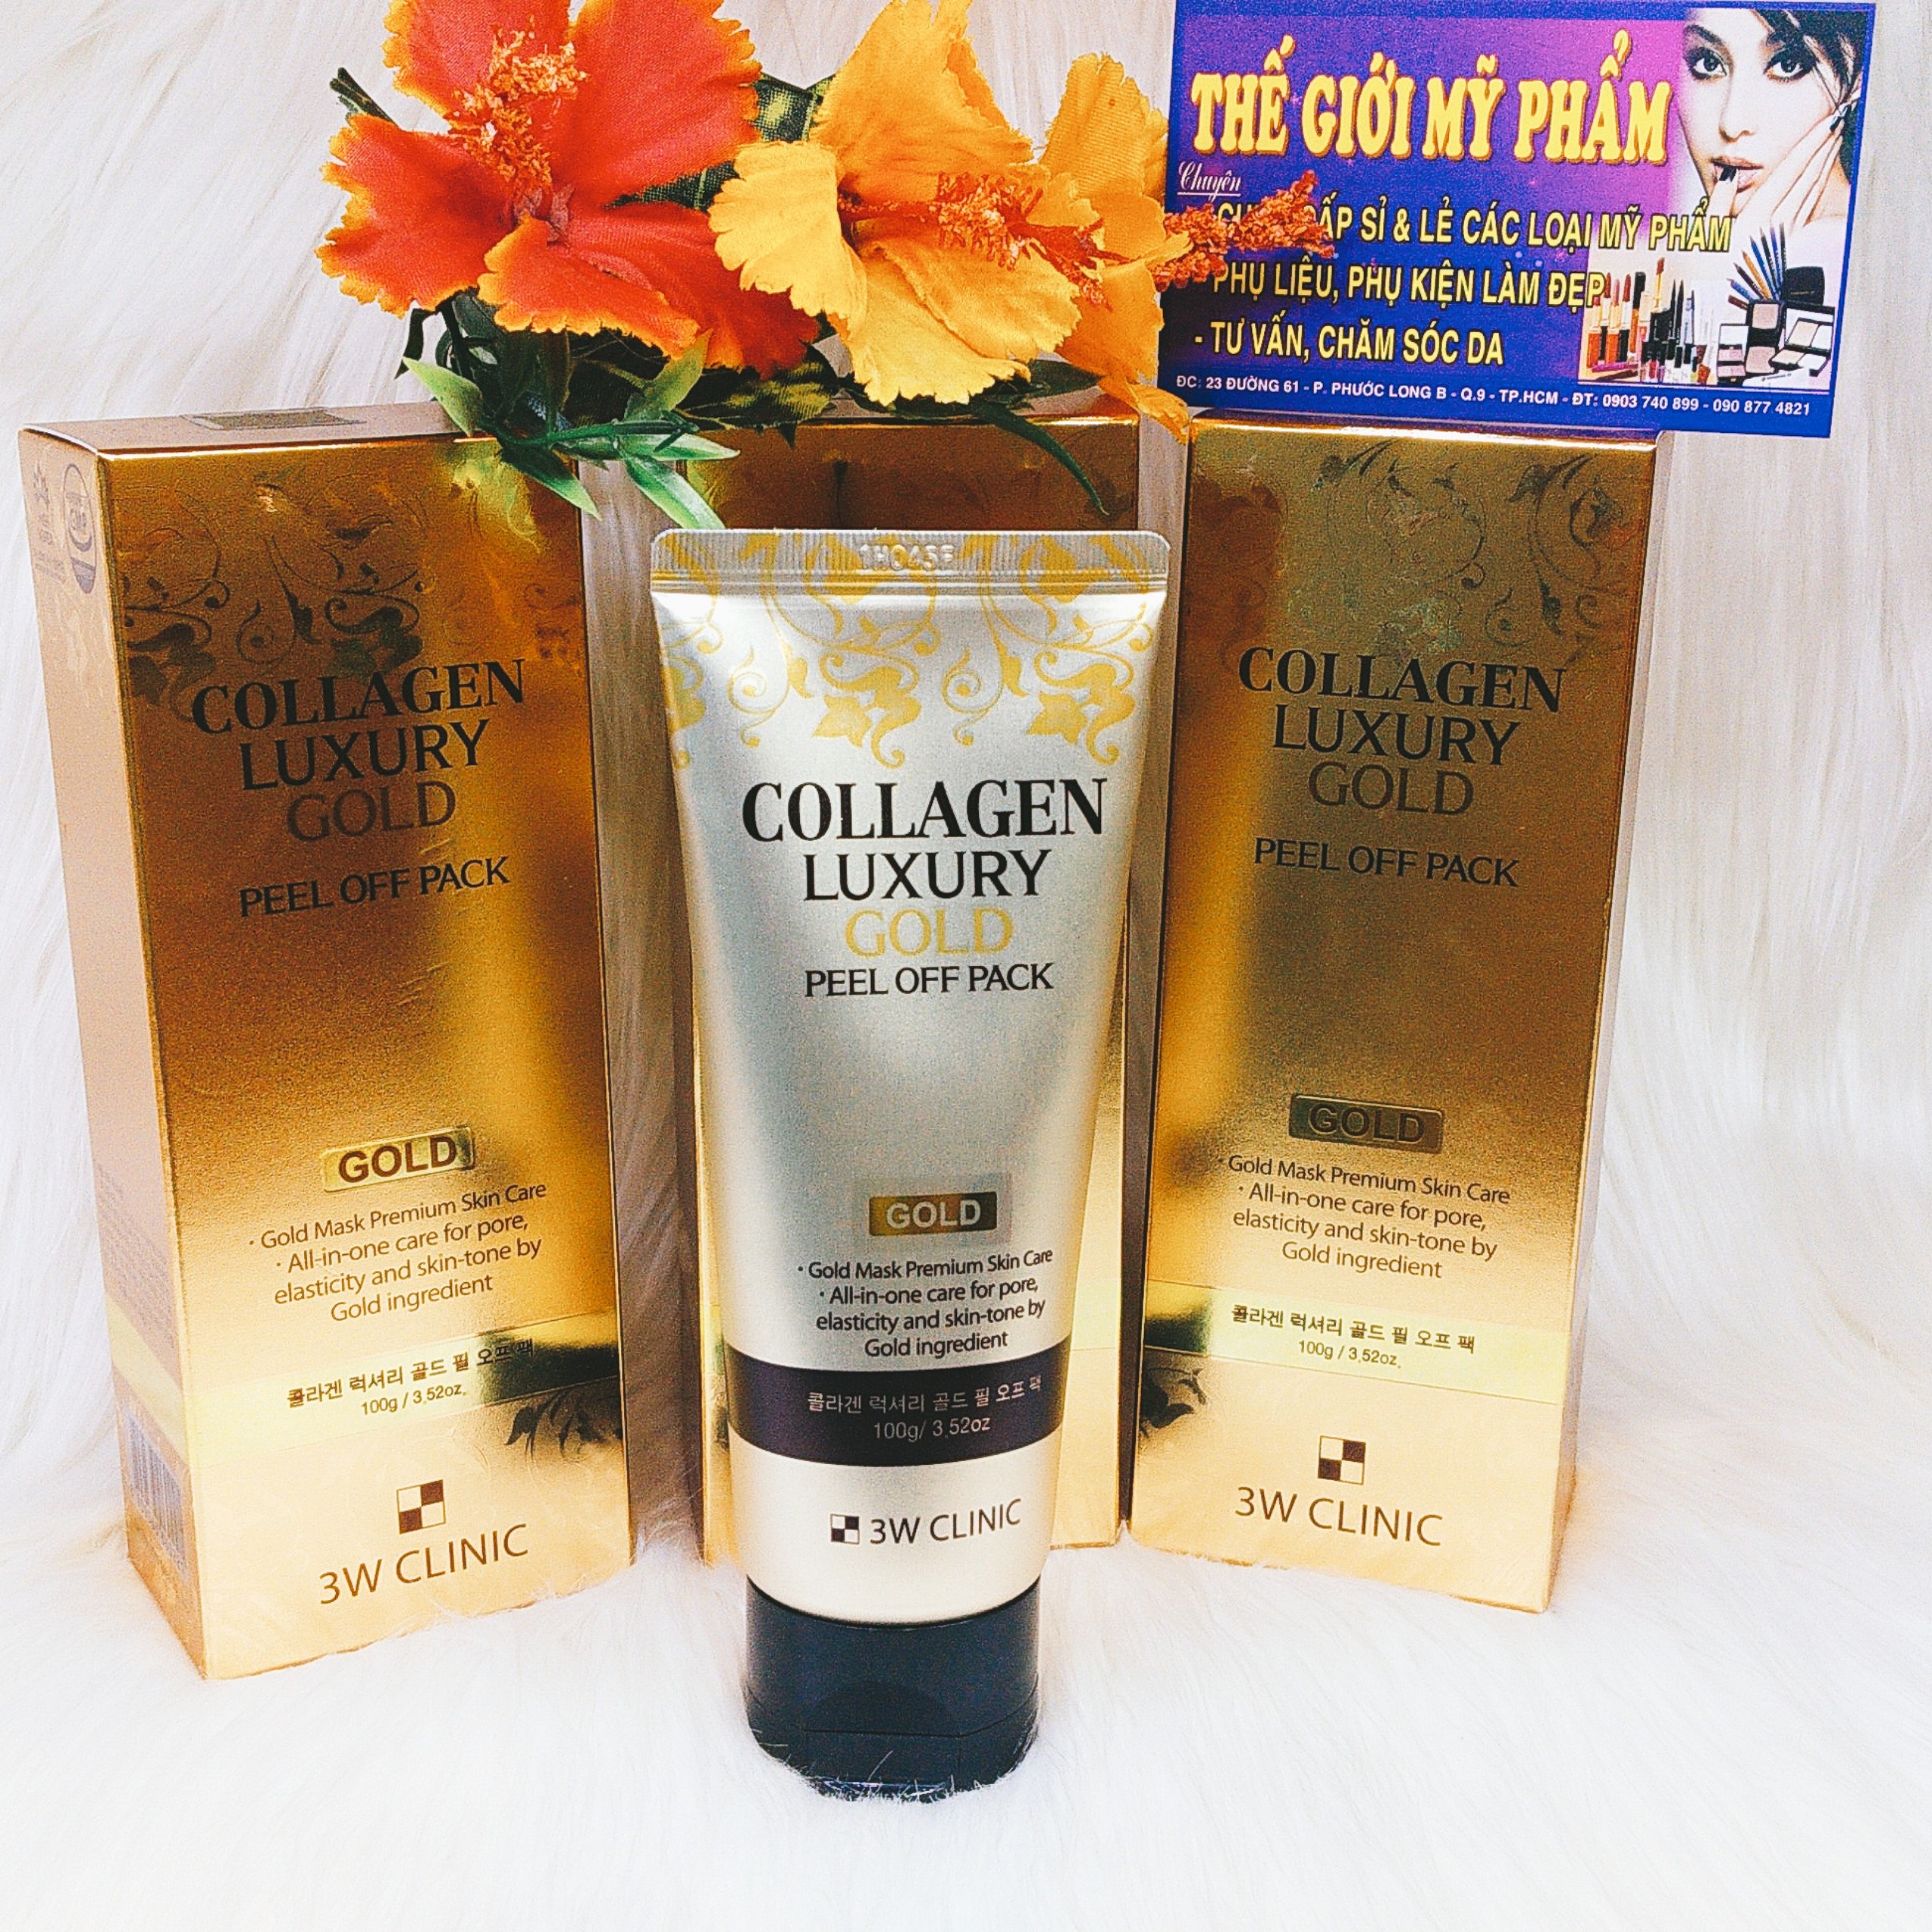 THẾ GIỚI MỸ PHẨM
Chuyên
CẤP SỈ & LẺ CÁC LOẠI MỸ PHẨM
PHỤ LIỆU, PHỤ KIỆN LÀM ĐẸP
- TƯ VẤN, CHĂM SÓC DA
ĐC: 23 ĐƯỜNG 61 - P. PHƯỚC LONG B - Q.9 - TP.HCM - ĐT: 0903 740 899 - 090 877 4821
COLLAGEN
LUXURY
GOLD
PEEL OFF PACK
GOLD
· Gold Mask Premium Skin Care
· All-in-one care for pore,
elasticity and skin-tone by
Gold ingredient
콜라겐 럭셔리 골드 필 오프 팩
100g / 3.52oz.
3W CLINIC
1H045F
COLLAGEN
LUXURY
GOLD
PEEL OFF PACK
GOLD
· Gold Mask Premium Skin Care
· All-in-one care for pore,
elasticity and skin-tone by
Gold ingredient
콜라겐 럭셔리 골드 필 오프 팩
100g/ 3.52oz
3W CLINIC
COLLAGEN
LUXURY
GOLD
PEEL OFF PACK
GOLD
· Gold Mask Premium Skin Care
· All-in-one care for pore,
elasticity and skin-tone by
Gold ingredient
콜라겐 럭셔리 골드 필 오프 팩
100g / 3.52oz.
3W CLINIC